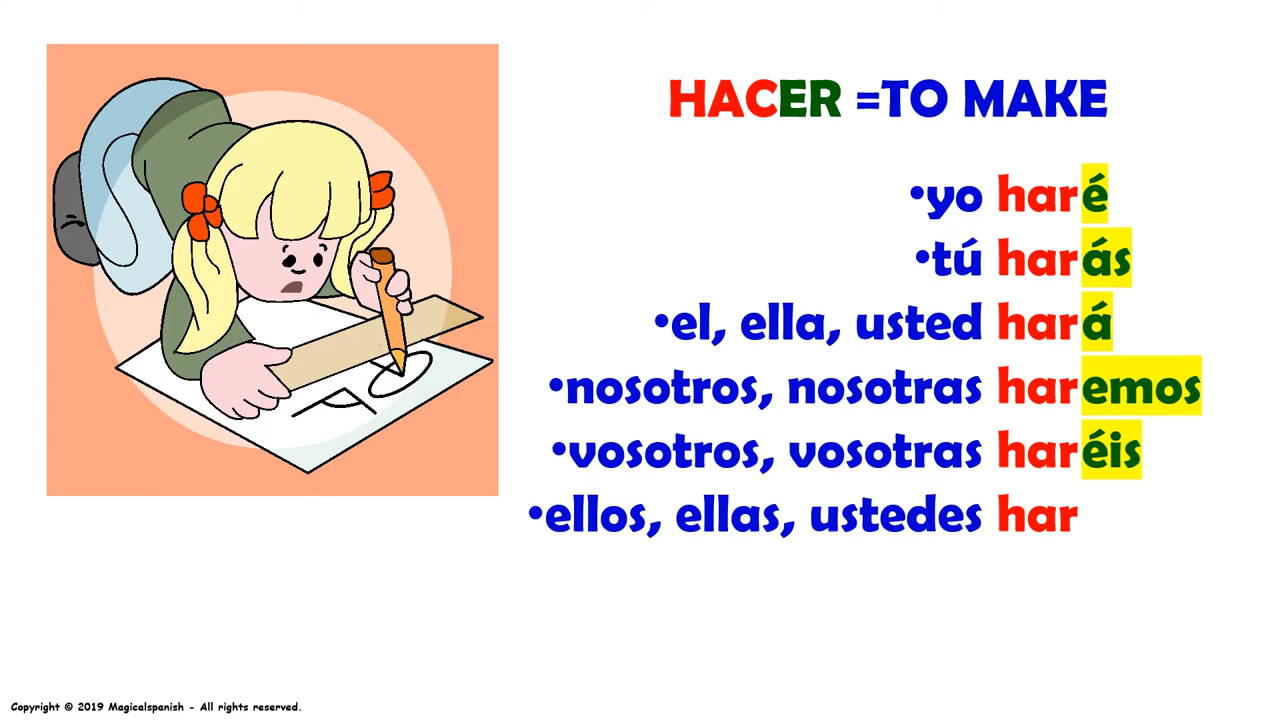 HACER =TO MAKE
•yo haré
•tú harás
•el, ella, usted hará
•nosotros, nosotras haremos
•vosotros, vosotras haréis
•ellos, ellas, ustedes har
Copyright © 2019 Magicalspanish - All rights reserved.